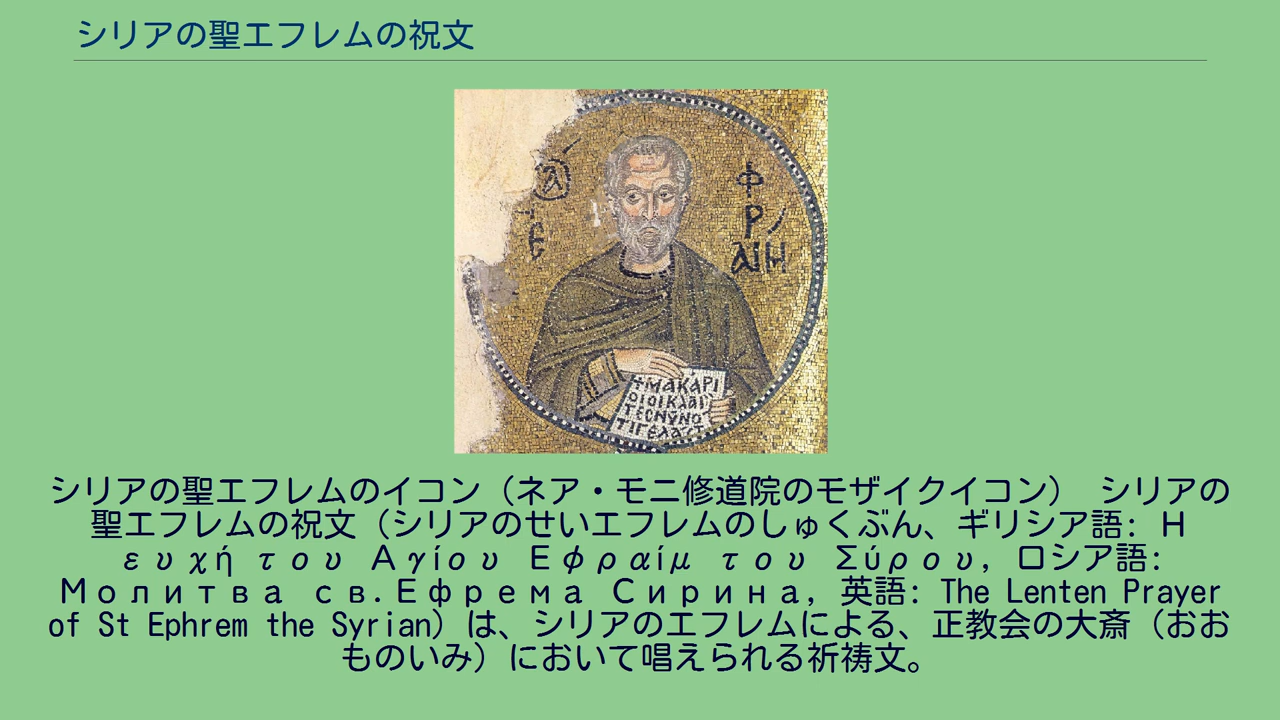 シリアの聖エフレムの祝文
Φ
Ρ
ΑΙΗ
Ε
+ΜΑΚΑΡΙ
ΟΙΟΙΚΛΑΙ
ΤΕCΝΥΝΟ
ΤΙΓΕΛΑCΤ
シリアの聖エフレムのイコン（ネア・モニ修道院のモザイクイコン） シリアの
聖エフレムの祝文（シリアのせいエフレムのしゅくぶん、ギリシア語: Η
ευχή του Αγίου Εφραίμ του Σύρου, ロシア語:
Молитва св.Ефрема Сирина, 英語: The Lenten Prayer
of St Ephrem the Syrian）は、シリアのエフレムによる、正教会の大斎（おお
ものいみ）において唱えられる祈祷文。